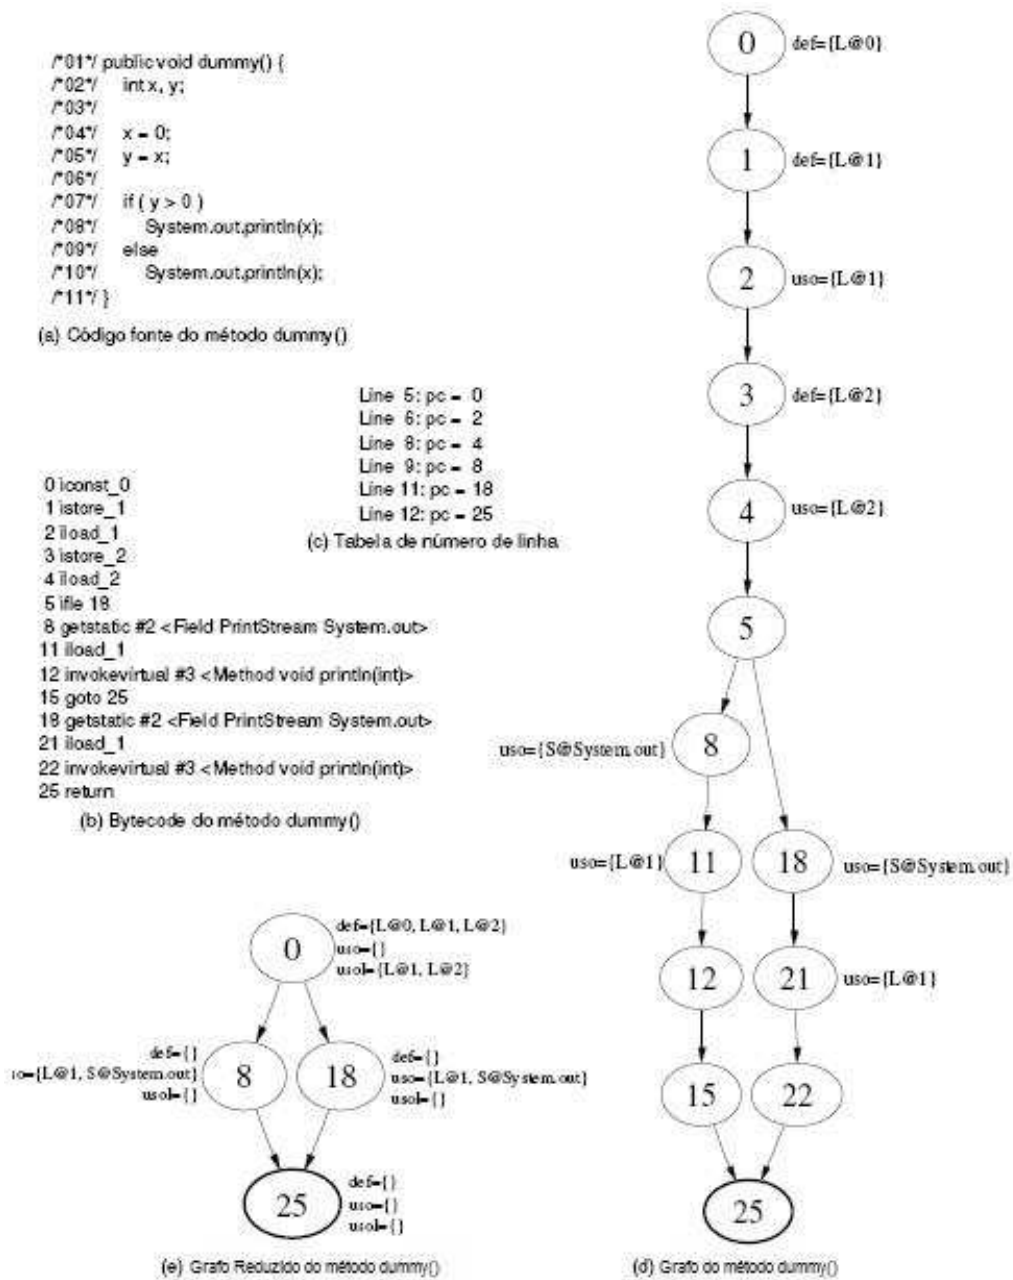 /*01*/ public void dummy() {
/*02*/ int x, y;
/*03*/
/*04*/ x = 0;
/*05*/ y = x;
/*06*/
/*07*/ if ( y > 0 )
/*08*/ System.out.println(x);
/*09*/ else
/*10*/ System.out.println(x);
/*11*/ }
(a) Código fonte do método dummy()
Line 5: pc = 0
Line 6: pc = 2
Line 8: pc = 4
Line 9: pc = 8
Line 11: pc = 18
Line 12: pc = 25
(c) Tabela de número de linha
0 iconst_0
1 istore_1
2 iload_1
3 istore_2
4 iload_2
5 ifle 18
8 getstatic #2 <Field PrintStream System.out>
11 iload_1
12 invokevirtual #3 <Method void println(int)>
15 goto 25
18 getstatic #2 <Field PrintStream System.out>
21 iload_1
22 invokevirtual #3 <Method void println(int)>
25 return
(b) Bytecode do método dummy()
0
def={L@0, L@1, L@2}
uso={}
usol={L@1, L@2}
8
def={}
so={L@1, S@System.out}
usol={}
18
def={}
uso={L@1, S@System.out}
usol={}
25
def={}
uso={}
usol={}
(e) Grafo Reduzido do método dummy()
0
def={L@0}
1
def={L@1}
2
uso={L@1}
3
def={L@2}
4
uso={L@2}
5
uso={S@System.out}
8
uso={L@1}
11
18
uso={S@System.out}
12
21
uso={L@1}
15
22
25
(d) Grafo do método dummy()